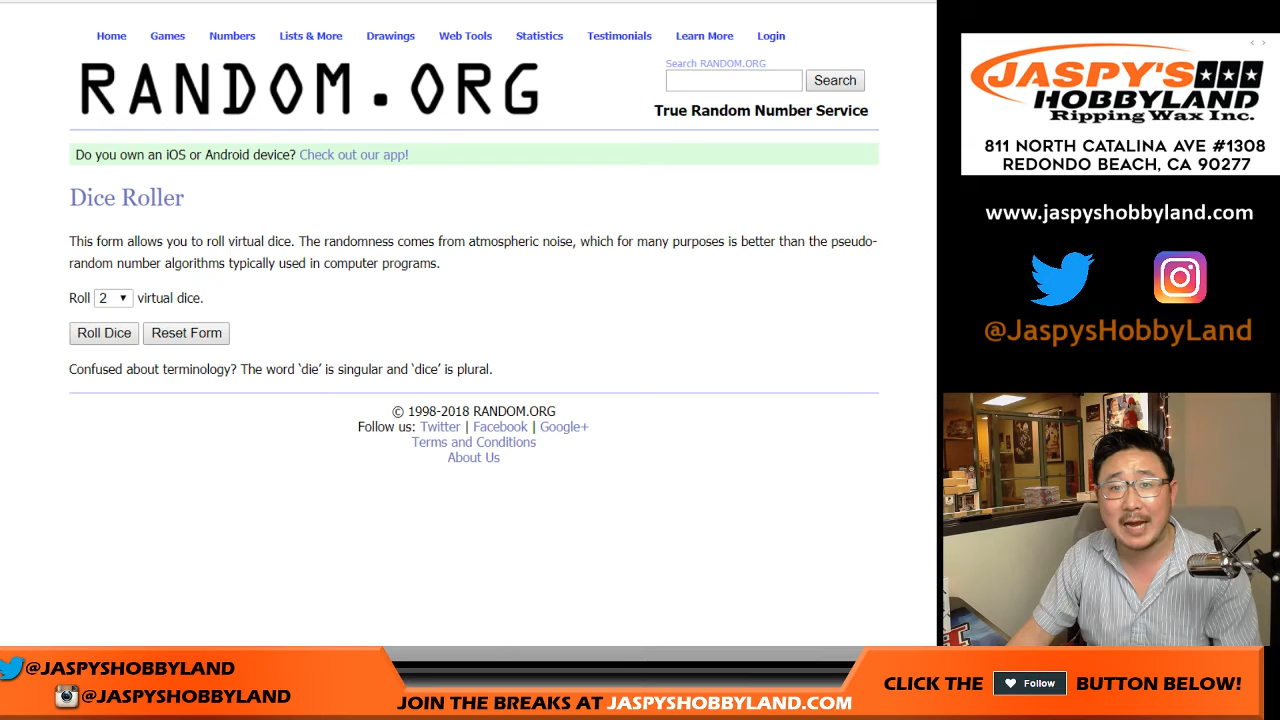 Home Games Numbers Lists & More Drawings Web Tools Statistics Testimonials Learn More Login
RANDOM.ORG
Search RANDOM.ORG
Search
True Random Number Service
Do you own an iOS or Android device? Check out our app!
Dice Roller
This form allows you to roll virtual dice. The randomness comes from atmospheric noise, which for many purposes is better than the pseudo-
random number algorithms typically used in computer programs.
Roll 2 virtual dice.
Roll Dice Reset Form
Confused about terminology? The word ‘die’ is singular and ‘dice’ is plural.
© 1998-2018 RANDOM.ORG
Follow us: Twitter | Facebook | Google+
Terms and Conditions
About Us
JASPY'S
HOBBYLAND
Ripping Wax Inc.
811 NORTH CATALINA AVE #1308
REDONDO BEACH, CA 90277
www.jaspyshobbyland.com
@JaspysHobbyLand
@JASPYSHOBBYLAND
@JASPYSHOBBYLAND
JOIN THE BREAKS AT JASPYSHOBBYLAND.COM
CLICK THE Follow BUTTON BELOW!